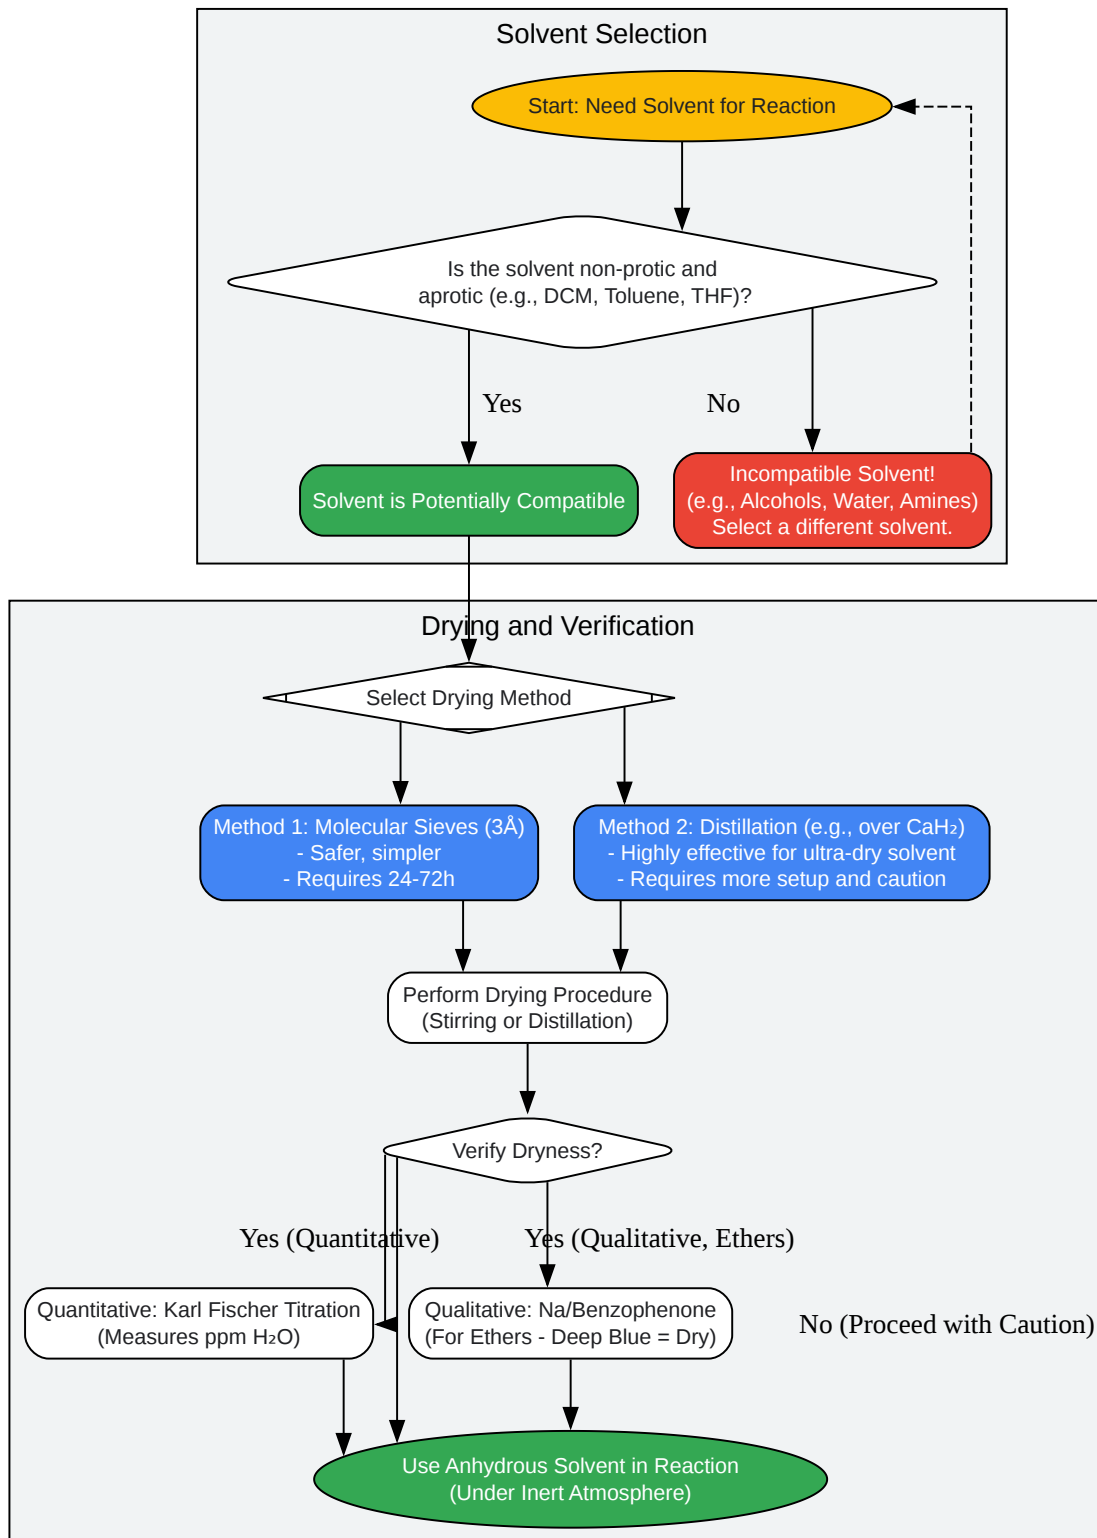 Solvent Selection
Start: Need Solvent for Reaction
Is the solvent non-protic and
aprotic (e.g., DCM, Toluene, THF)?
Yes
No
Solvent is Potentially Compatible
Incompatible Solvent!
(e.g., Alcohols, Water, Amines)
Select a different solvent.
Drying and Verification
Select Drying Method
Method 1: Molecular Sieves (3Å)
- Safer, simpler
- Requires 24-72h
Method 2: Distillation (e.g., over CaH₂)
- Highly effective for ultra-dry solvent
- Requires more setup and caution
Perform Drying Procedure
(Stirring or Distillation)
Verify Dryness?
Yes (Quantitative)
Yes (Qualitative, Ethers)
Quantitative: Karl Fischer Titration
(Measures ppm H₂O)
Qualitative: Na/Benzophenone
(For Ethers - Deep Blue = Dry)
No (Proceed with Caution)
Use Anhydrous Solvent in Reaction
(Under Inert Atmosphere)